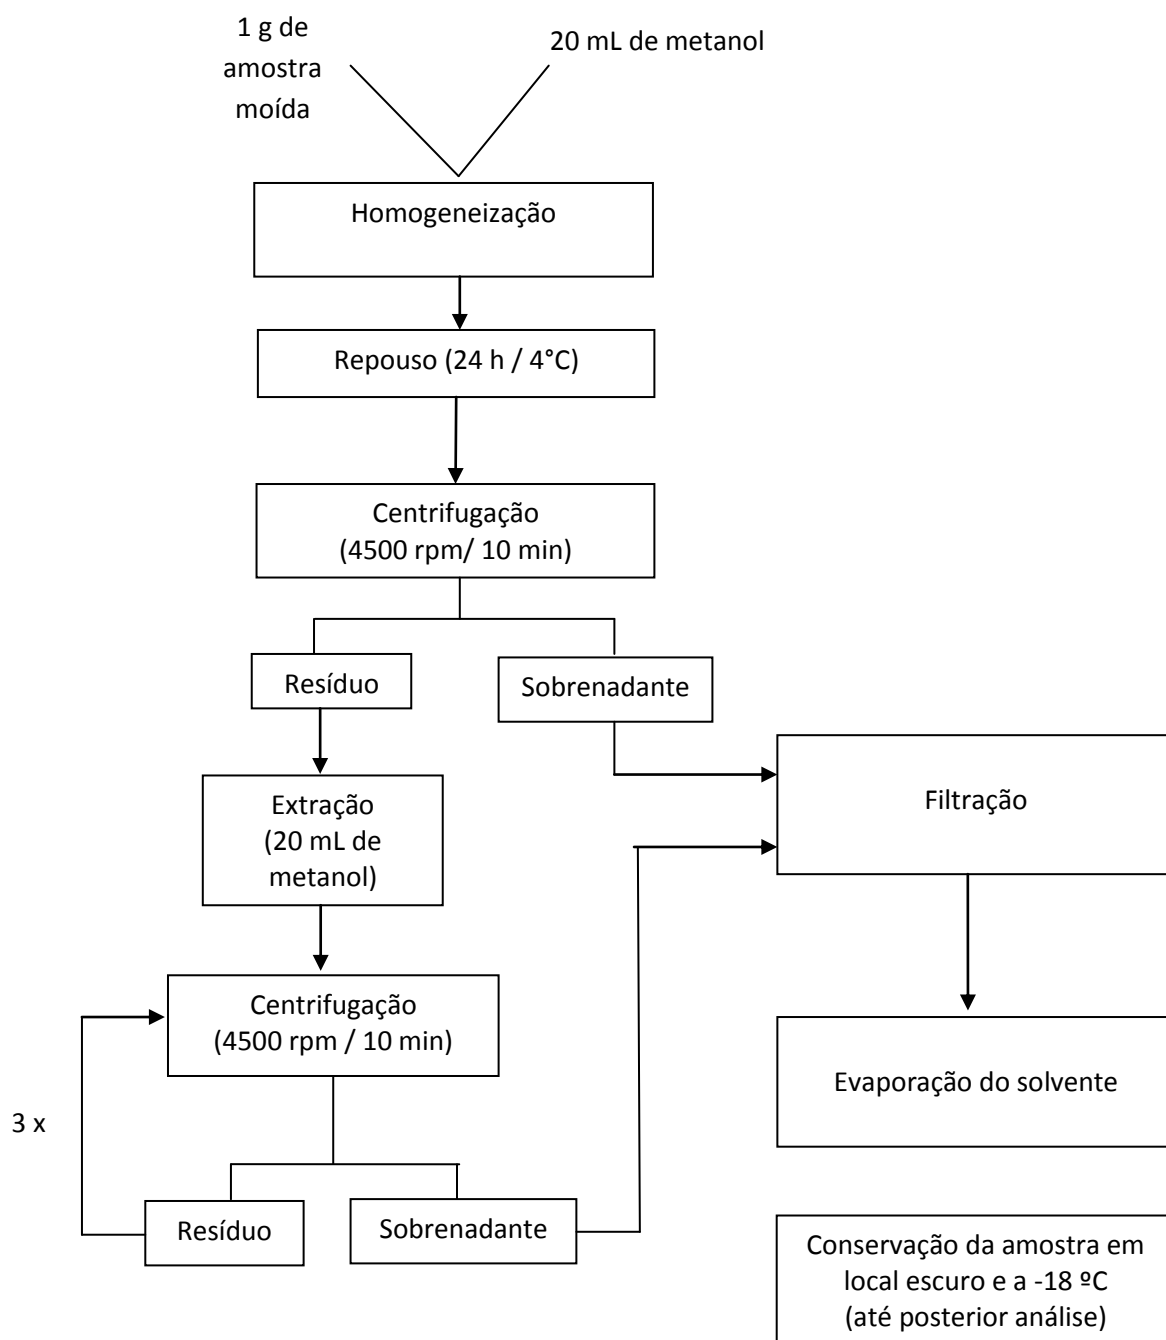 1 g de
amostra
moída
20 mL de metanol
Homogeneização
Repouso (24 h / 4°C)
Centrifugação
(4500 rpm/ 10 min)
Resíduo
Sobrenadante
Extração
(20 mL de
metanol)
Filtração
Centrifugação
(4500 rpm / 10 min)
Evaporação do solvente
3 x
Resíduo
Sobrenadante
Conservação da amostra em
local escuro e a -18 ºC
(até posterior análise)